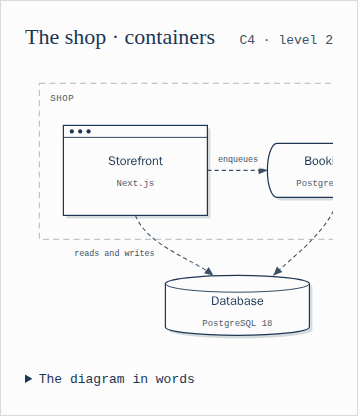 The shop · containers
C4 · level 2
SHOP
Storefront
Next.js
enqueues
reads and writes
Database
PostgreSQL 18
The diagram in words